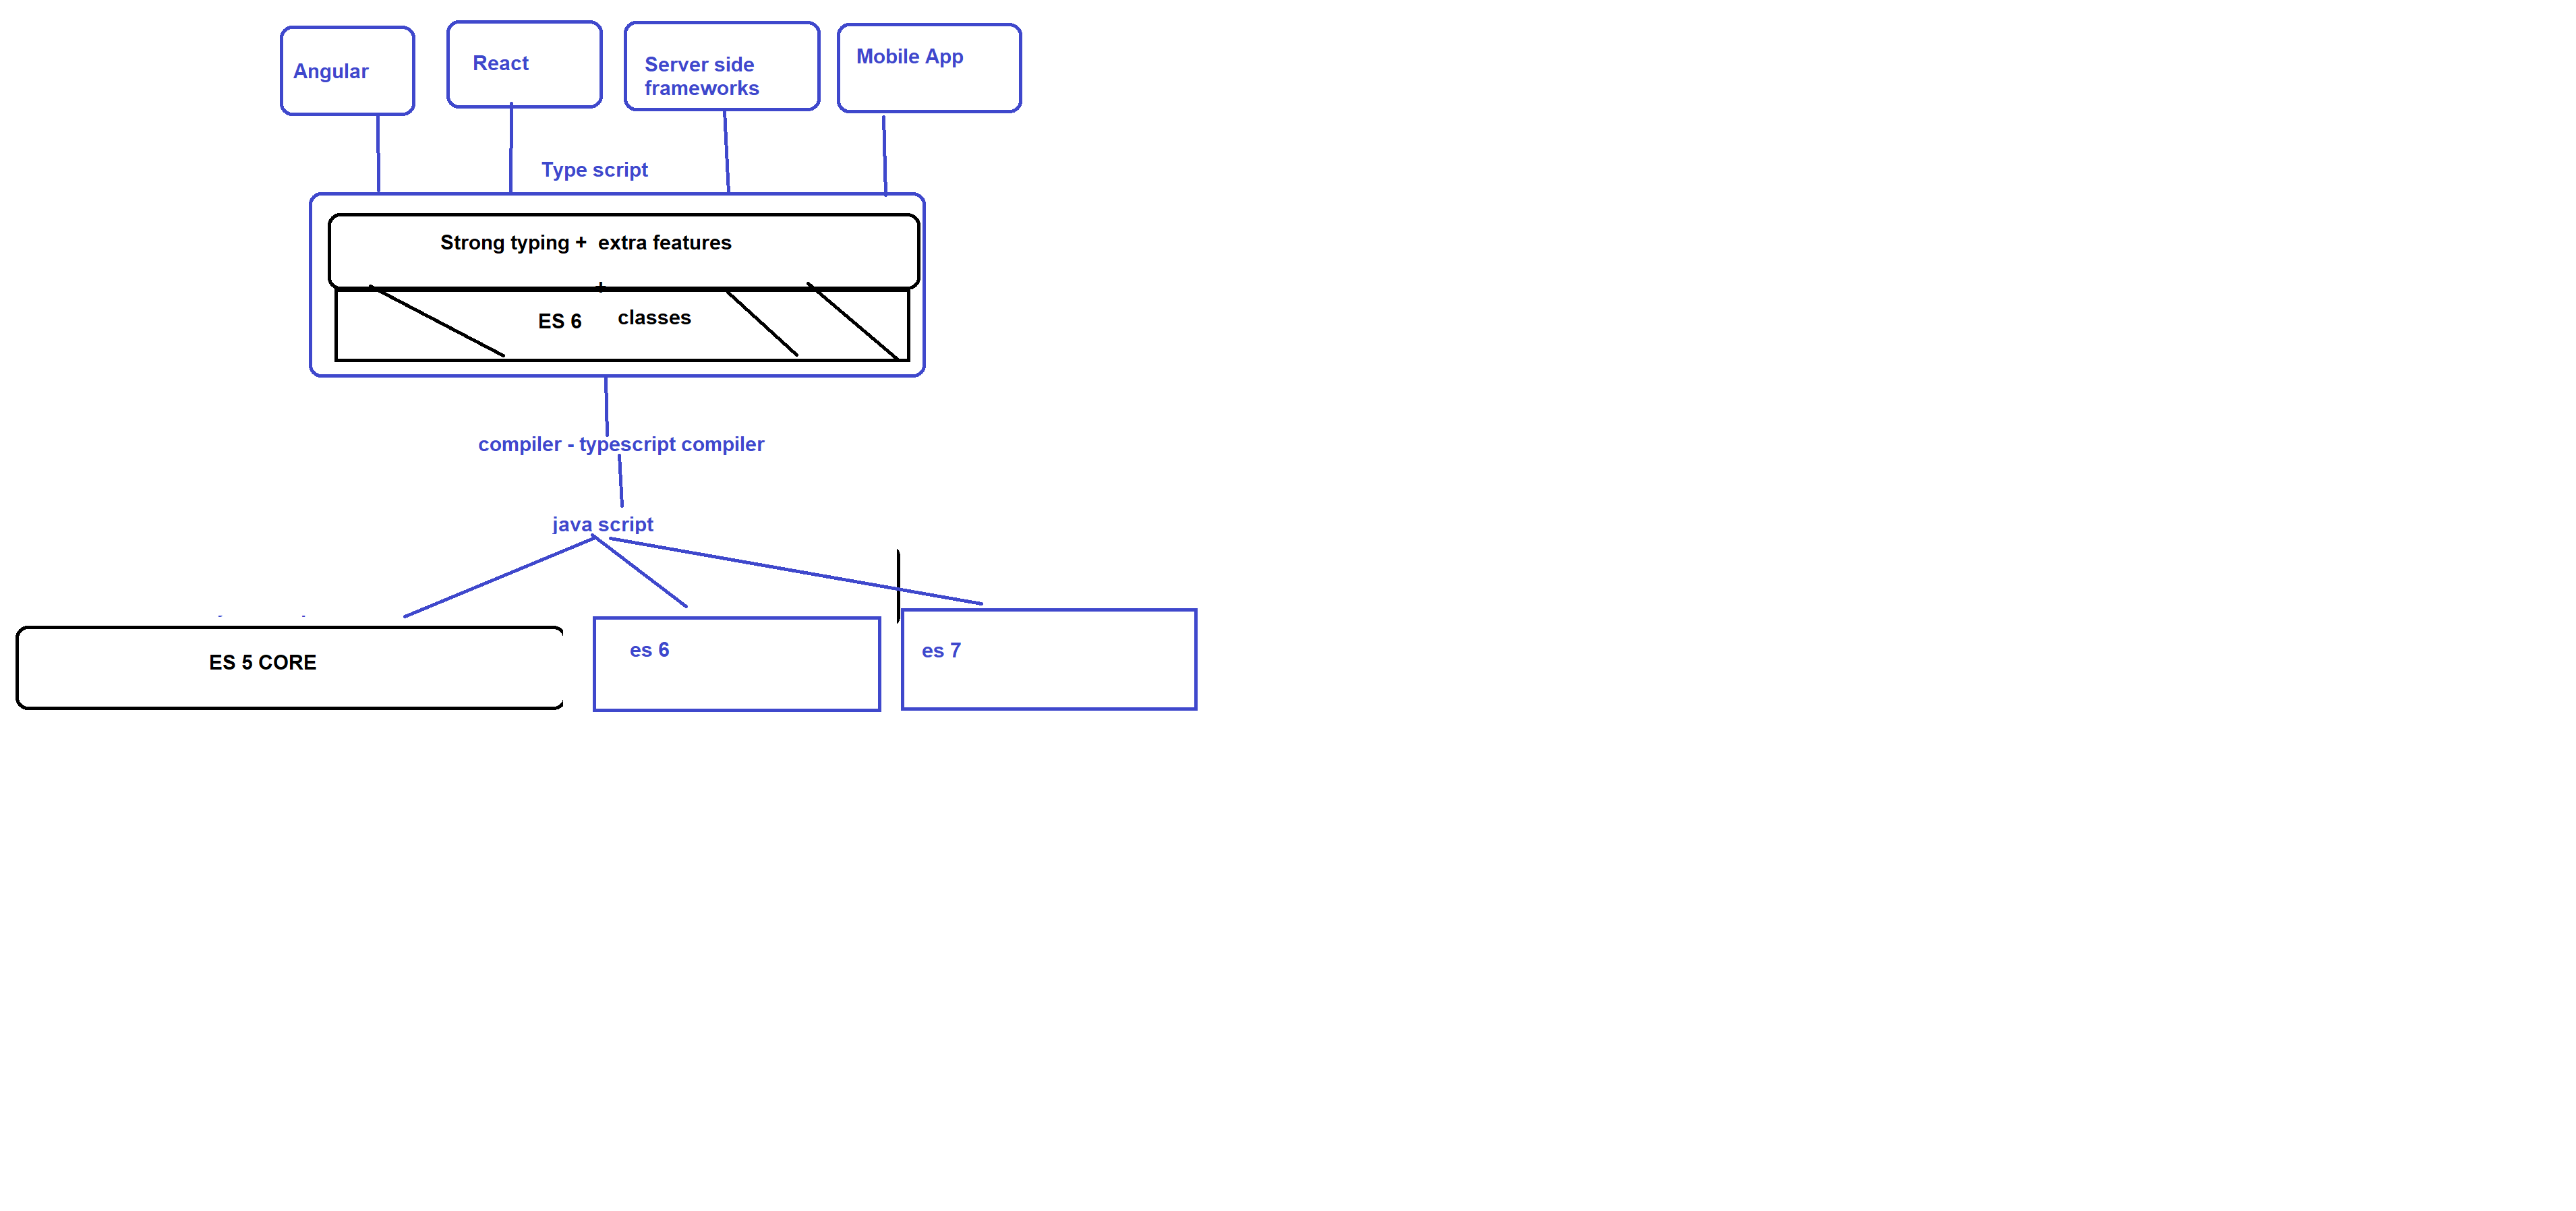 Angular
React
Server side
frameworks
Mobile App
Type script
Strong typing +  extra features
+
ES 6
classes
compiler - typescript compiler
java script
ES 5 CORE
es 6
es 7